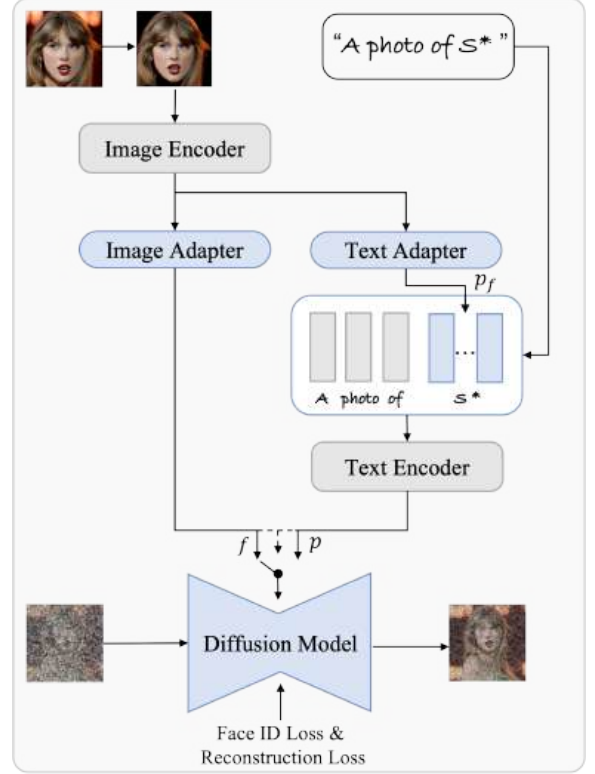 “A photo of S* ”
Image Encoder
Image Adapter
Text Adapter
p_f
A photo of S*
...
Text Encoder
f
p
Diffusion Model
Face ID Loss &
Reconstruction Loss